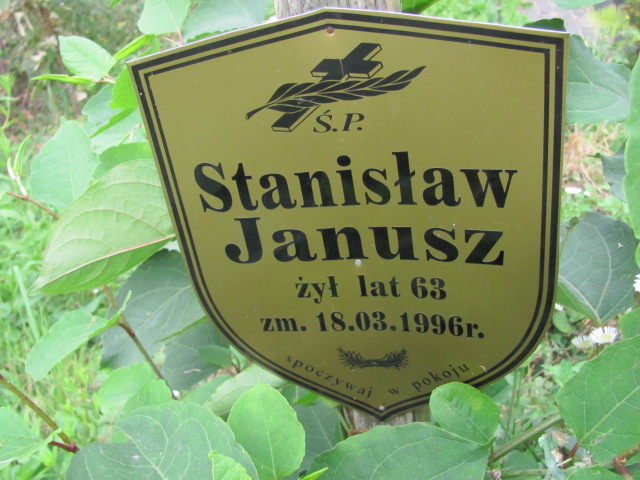 Ś.P.
Stanisław
Janusz
żył lat 63
zm. 18.03.1996r.
spoczywaj w pokoju